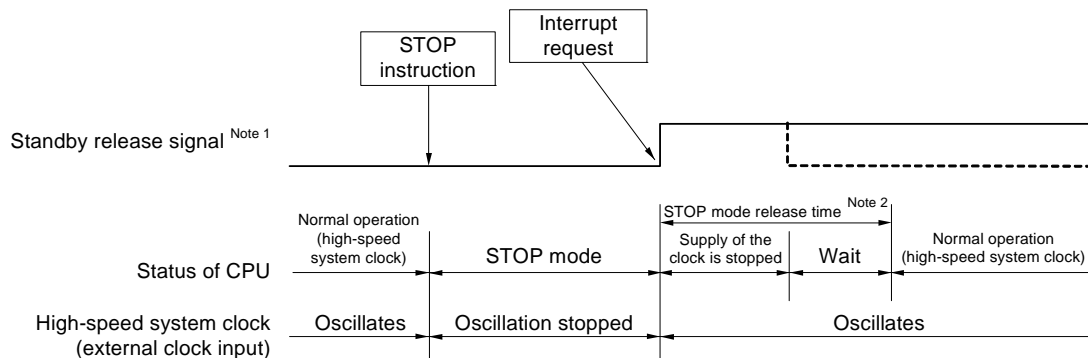 Interrupt
request
STOP
instruction
Standby release signal Note 1
STOP mode release time Note 2
Normal operation
(high-speed
system clock)
Supply of the
clock is stopped
Normal operation
(high-speed system clock)
Status of CPU
STOP mode
Wait
High-speed system clock
(external clock input)
Oscillates
Oscillation stopped
Oscillates